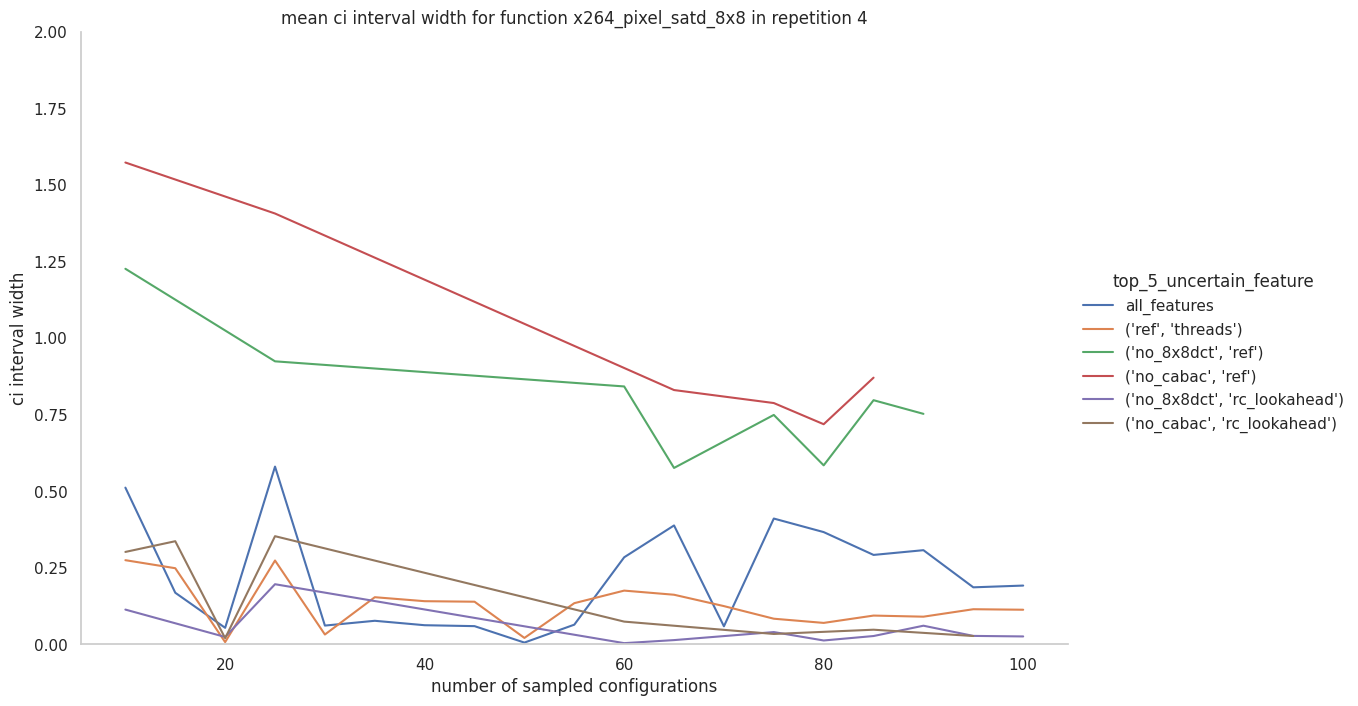 mean ci interval width for function x264_pixel_satd_8x8 in repetition 4
2.00
1.75
1.50
1.25
1.00
0.75
0.50
0.25
0.00
ci interval width
20
40
60
80
100
number of sampled configurations
top_5_uncertain_feature
all_features
('ref', 'threads')
('no_8x8dct', 'ref')
('no_cabac', 'ref')
('no_8x8dct', 'rc_lookahead')
('no_cabac', 'rc_lookahead')